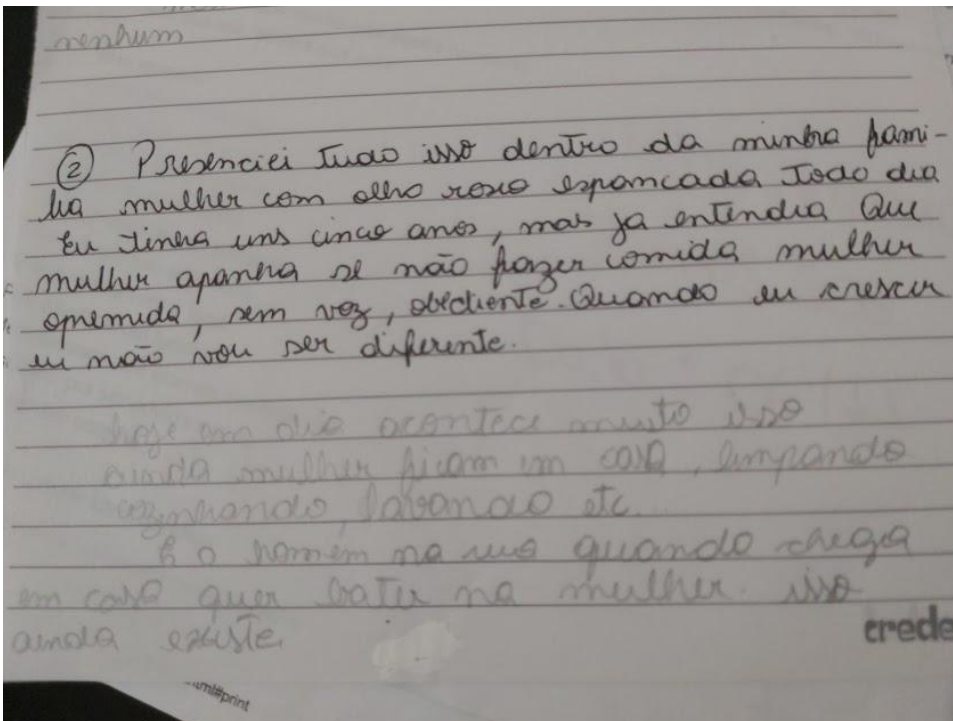 nenhum
② Presenciei Tudo isso dentro da minha fami-
lia mulher com olho roxo espancada Todo dia
Eu tinha uns cinco anos, mas ja entendia Que
mulher apanha se não fazer comida mulher
opremida, sem voz, obediente. Quando eu crescer
eu não vou ser diferente.
hoje em dia acontece muito isso
ainda mulher ficam em casa, limpando
cozinhando, lavando etc.
E o homem na rua quando chega
em casa quer bater na mulher. isso
ainda existe.
crede
uml#print